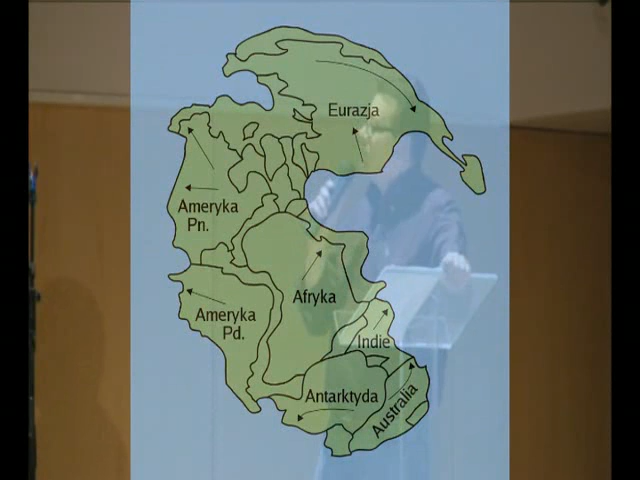 Eurazja
Ameryka
Pn.
Afryka
Ameryka
Pd.
Indie
Antarktyda
Australia